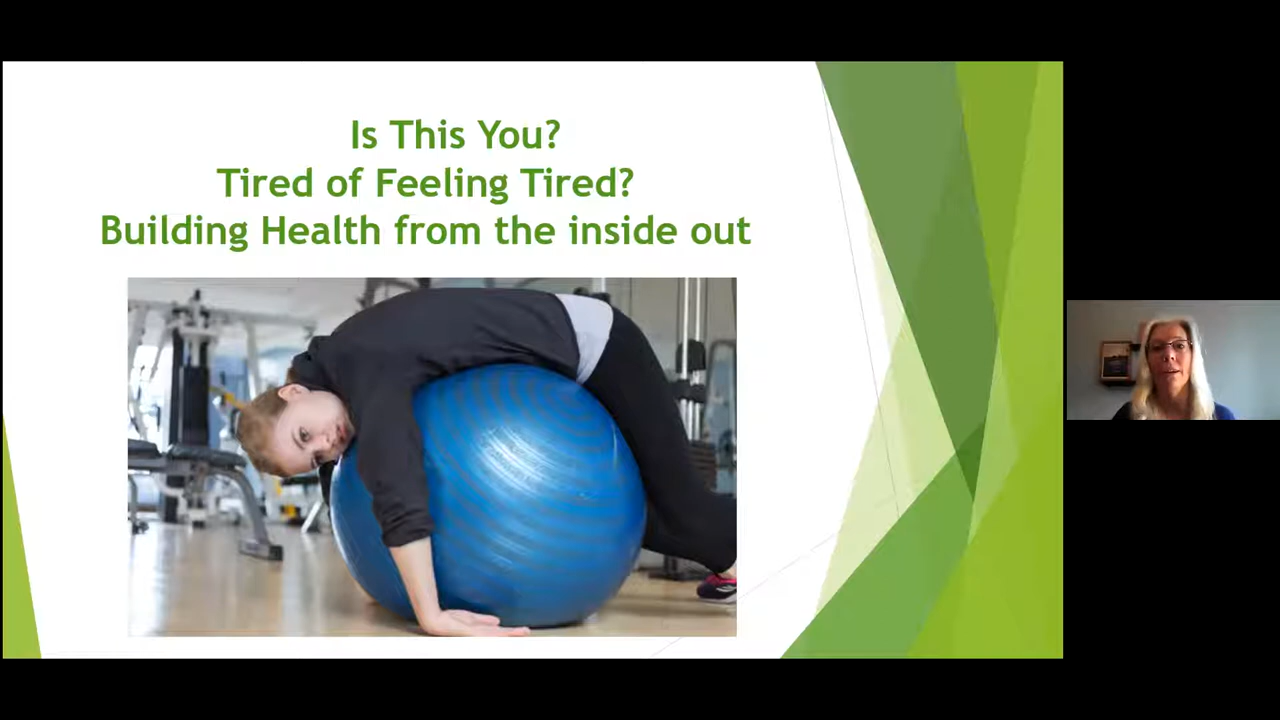 Is This You?
Tired of Feeling Tired?
Building Health from the inside out